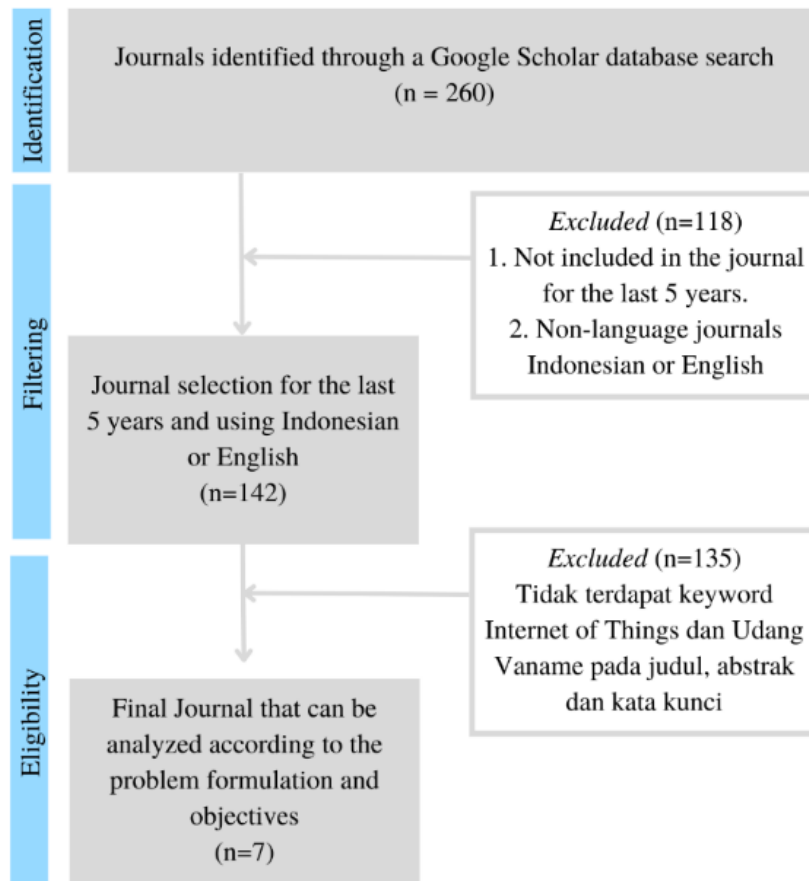 Identification
Journals identified through a Google Scholar database search
(n = 260)
Filtering
Excluded (n=118)
1. Not included in the journal
for the last 5 years.
2. Non-language journals
Indonesian or English
Journal selection for the last
5 years and using Indonesian
or English
(n=142)
Eligibility
Excluded (n=135)
Tidak terdapat keyword
Internet of Things dan Udang
Vaname pada judul, abstrak
dan kata kunci
Final Journal that can be
analyzed according to the
problem formulation and
objectives
(n=7)